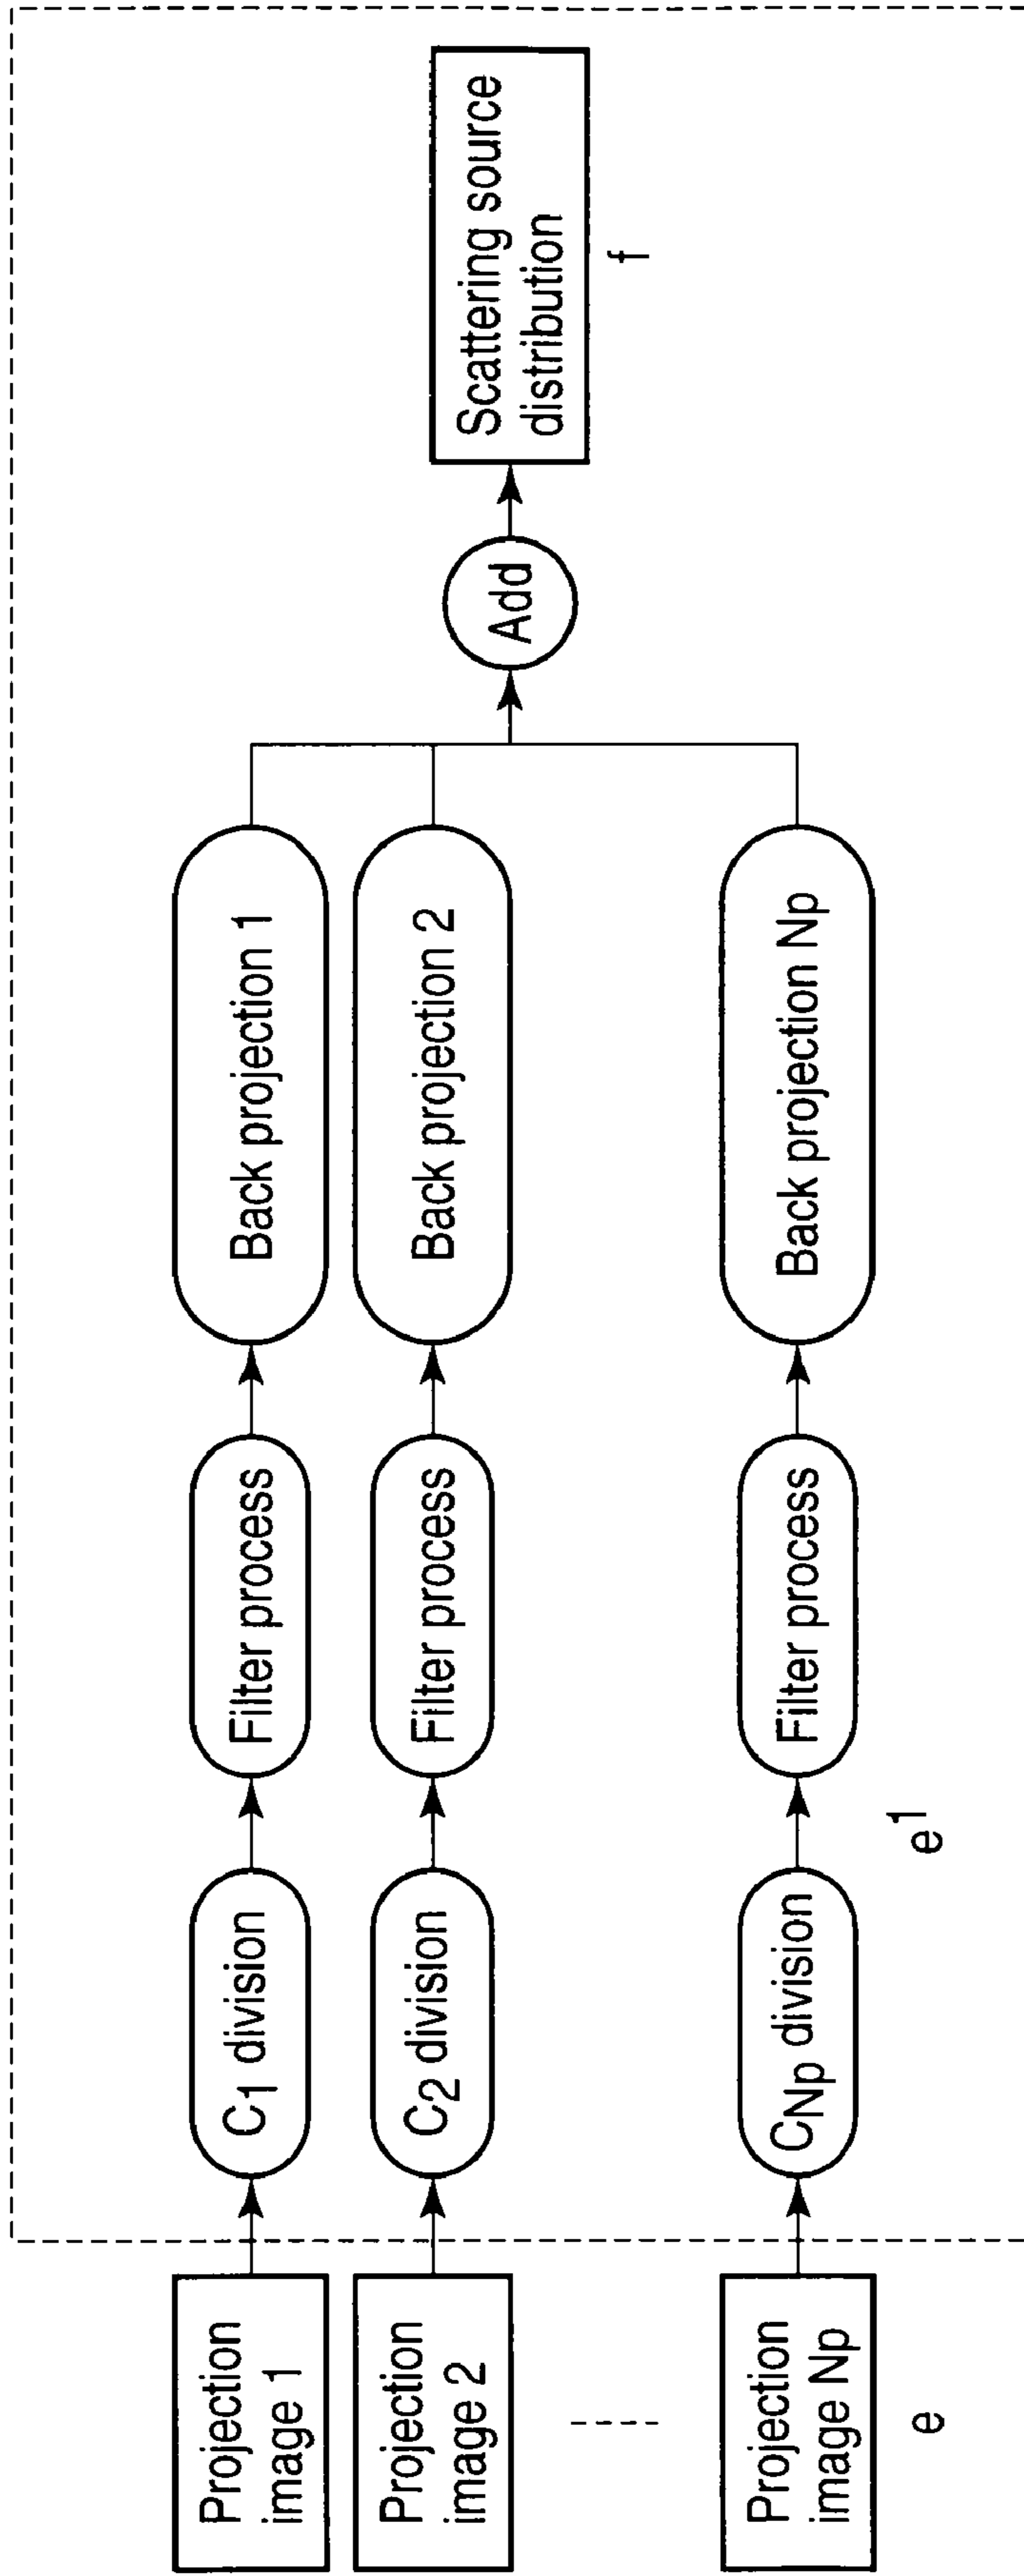 Projection
image 1
C1 division
Filter process
Back projection 1
Projection
image 2
C2 division
Filter process
Back projection 2
Add
Scattering source
distribution
f
Projection
image Np
CNp division
Filter process
Back projection Np
e
e1